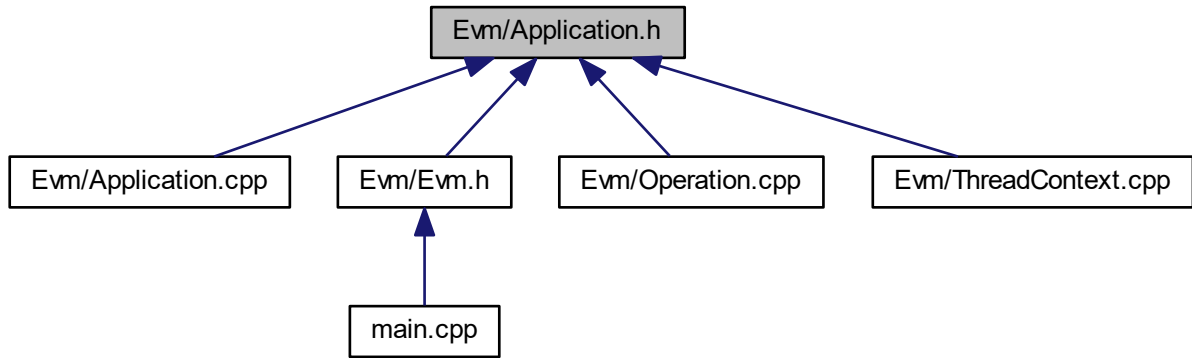 Evm/Application.h
Evm/Application.cpp
Evm/Evm.h
Evm/Operation.cpp
Evm/ThreadContext.cpp
main.cpp